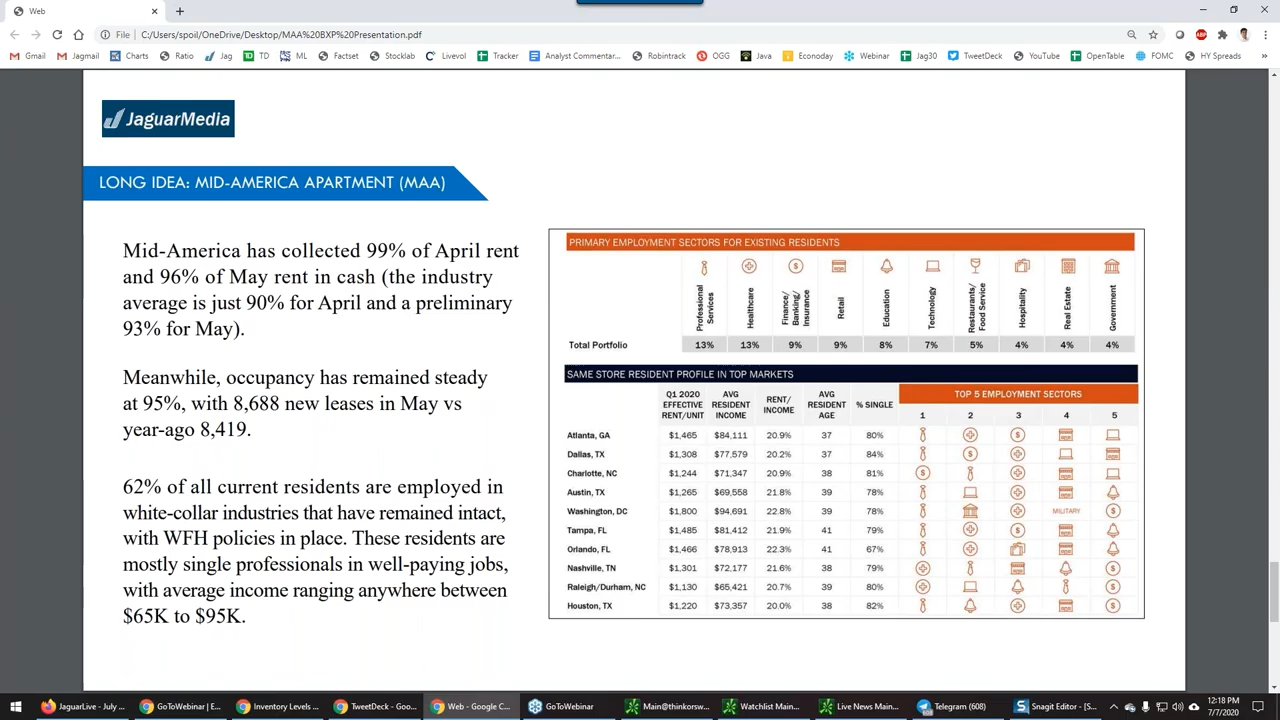 Web
File C:/Users/spoil/OneDrive/Desktop/MAA%20BXP%20Presentation.pdf
Gmail Jagmail Charts Ratio Jag TD ML Factset Stocklab Livevol Tracker Analyst Commentar... Robintrack OGG Java Econoday Webinar Jag30 TweetDeck YouTube OpenTable FOMC HY Spreads
JaguarMedia
LONG IDEA: MID-AMERICA APARTMENT (MAA)
Mid-America has collected 99% of April rent
and 96% of May rent in cash (the industry
average is just 90% for April and a preliminary
93% for May).
Meanwhile, occupancy has remained steady
at 95%, with 8,688 new leases in May vs
year-ago 8,419.
62% of all current residents are employed in
white-collar industries that have remained intact,
with WFH policies in place. These residents are
mostly single professionals in well-paying jobs,
with average income ranging anywhere between
$65K to $95K.
PRIMARY EMPLOYMENT SECTORS FOR EXISTING RESIDENTS
Professional Services Healthcare Finance/ Banking/ Insurance Retail Education Technology Restaurants/ Food Service Hospitality Real Estate Government
Total Portfolio 13% 13% 9% 9% 8% 7% 5% 4% 4% 4%
SAME STORE RESIDENT PROFILE IN TOP MARKETS
Q1 2020 EFFECTIVE RENT/UNIT AVG RESIDENT INCOME RENT/ INCOME AVG RESIDENT AGE % SINGLE TOP 5 EMPLOYMENT SECTORS
1 2 3 4 5
Atlanta, GA $1,465 $84,111 20.9% 37 80%
Dallas, TX $1,308 $77,579 20.2% 37 84%
Charlotte, NC $1,244 $71,347 20.9% 38 81%
Austin, TX $1,265 $69,558 21.8% 39 78%
Washington, DC $1,800 $94,691 22.8% 39 78% MILITARY
Tampa, FL $1,485 $81,412 21.9% 41 79%
Orlando, FL $1,466 $78,913 22.3% 41 67%
Nashville, TN $1,301 $72,177 21.6% 38 79%
Raleigh/Durham, NC $1,130 $65,421 20.7% 39 80%
Houston, TX $1,220 $73,357 20.0% 38 82%
JaguarLive - July ... GoToWebinar | E... Inventory Levels ... TweetDeck - Goo... Web - Google C... GoToWebinar Main@thinkorsw... Watchlist Main... Live News Main... Telegram (608) Snagit Editor - [S...
12:18 PM
7/7/2020